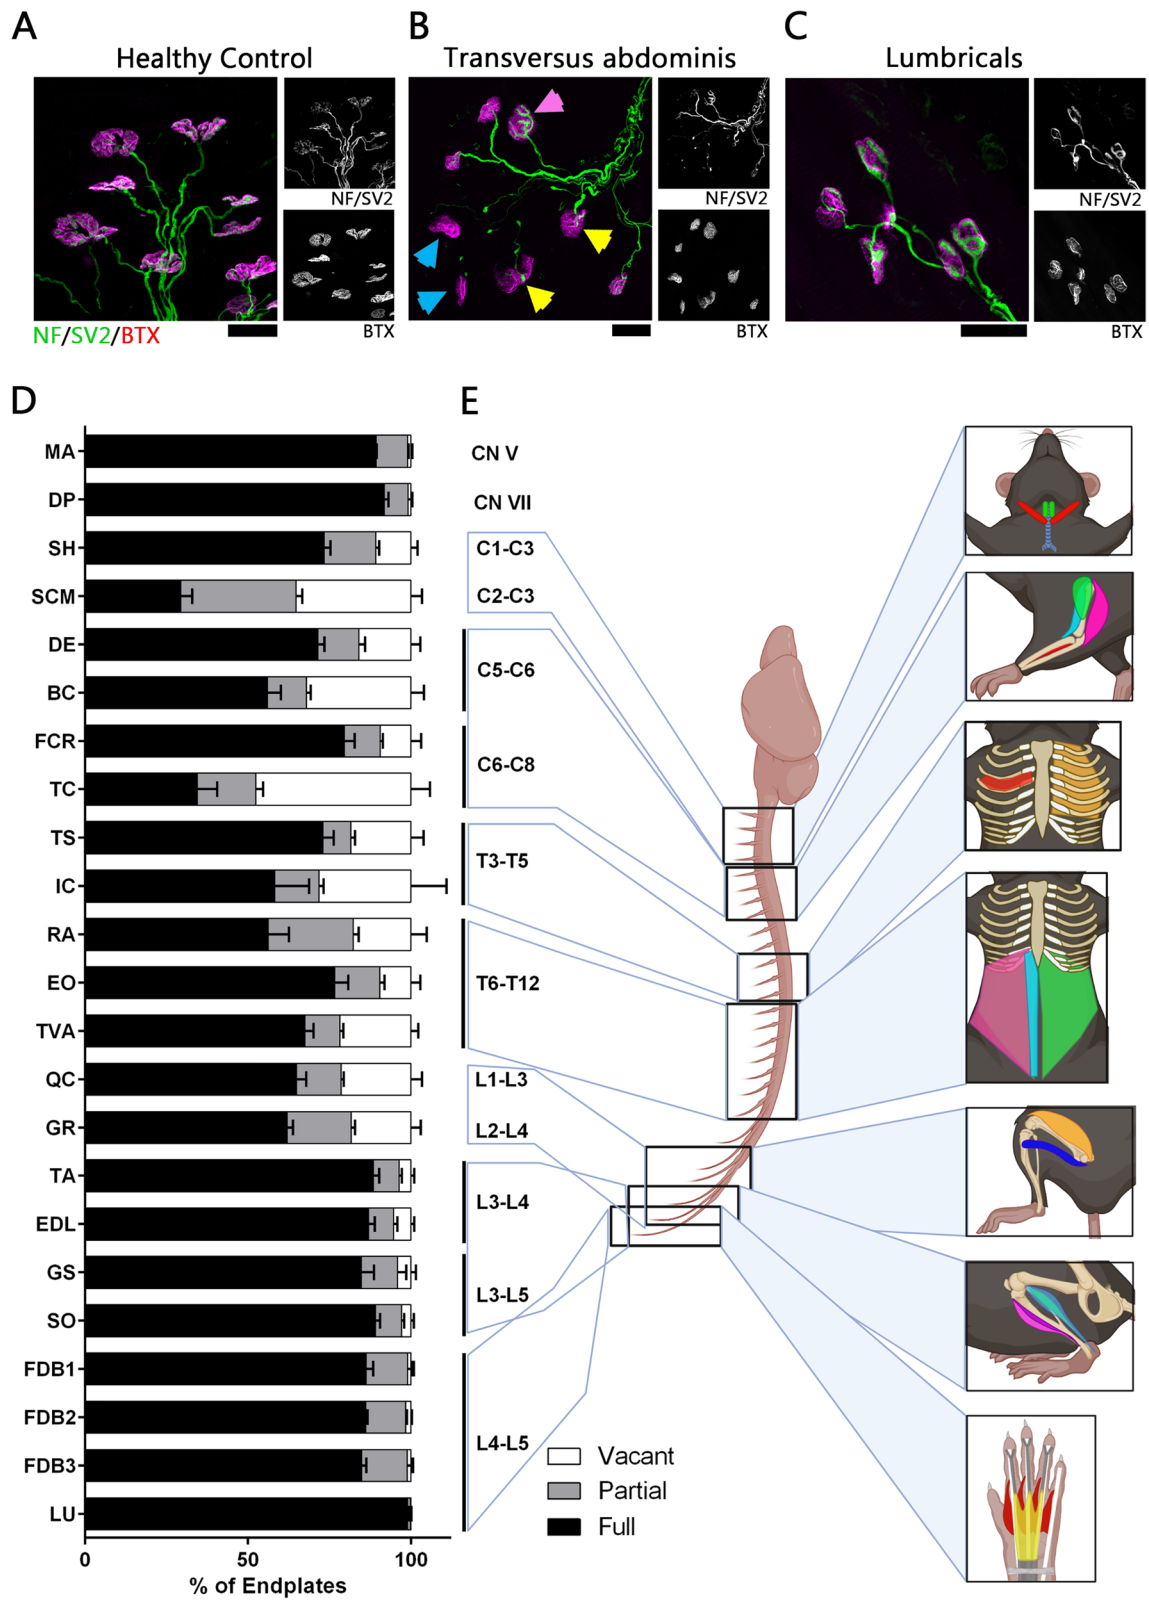 A
B
C
Healthy Control
Transversus abdominis
Lumbricals
NF/SV2
BTX
NF/SV2
BTX
NF/SV2
BTX
NF/SV2/BTX
D
E
MA
DP
SH
SCM
DE
BC
FCR
TC
TS
IC
RA
EO
TVA
QC
GR
TA
EDL
GS
SO
FDB1
FDB2
FDB3
LU
0
50
100
% of Endplates
CN V
CN VII
C1-C3
C2-C3
C5-C6
C6-C8
T3-T5
T6-T12
L1-L3
L2-L4
L3-L4
L3-L5
L4-L5
Vacant
Partial
Full